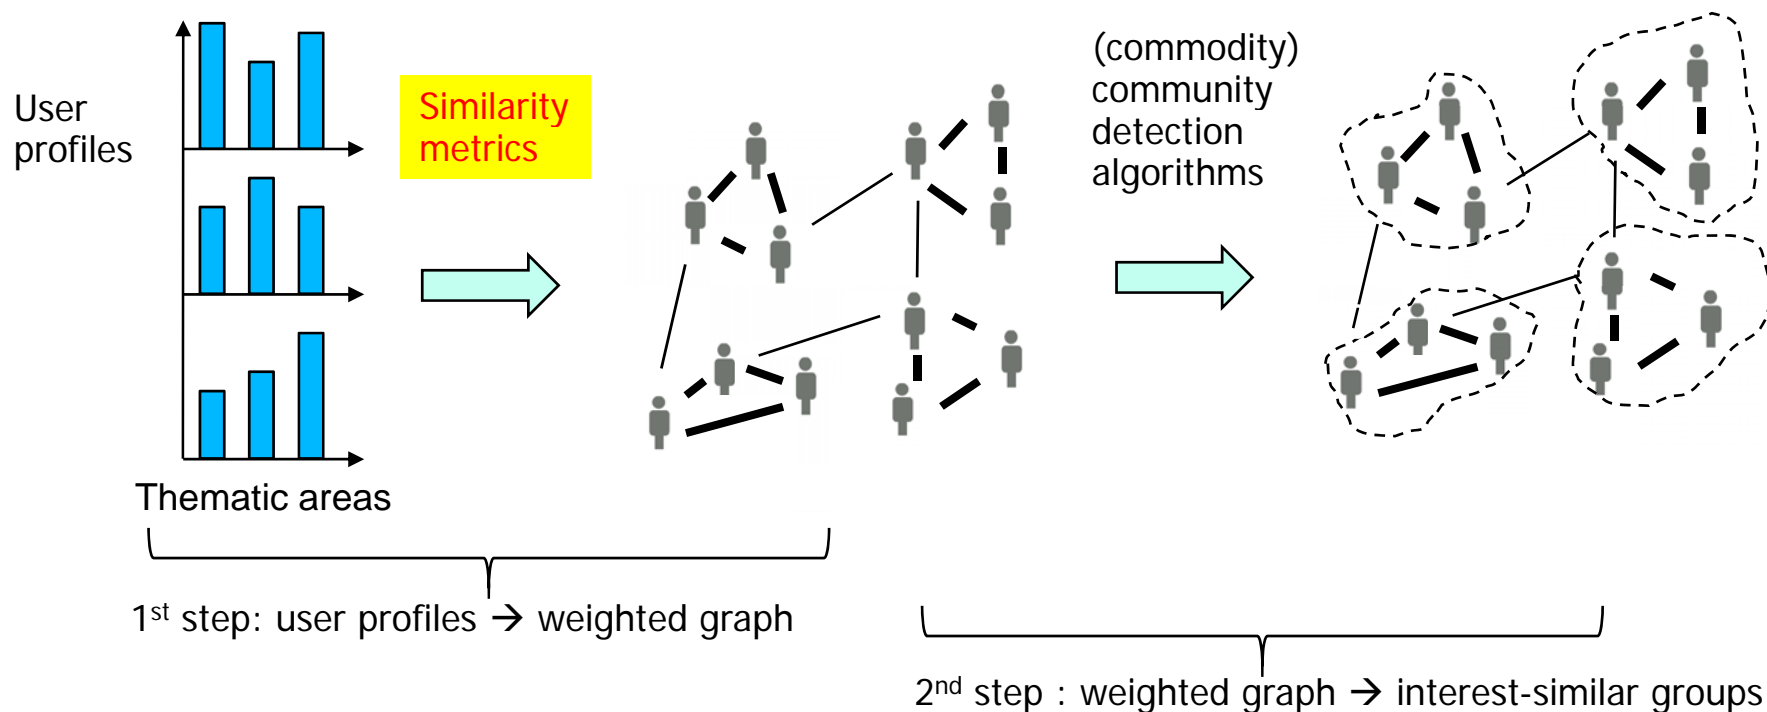 User
profiles
Similarity
metrics
(commodity)
community
detection
algorithms
Thematic areas
1st step: user profiles → weighted graph
2nd step : weighted graph → interest-similar groups